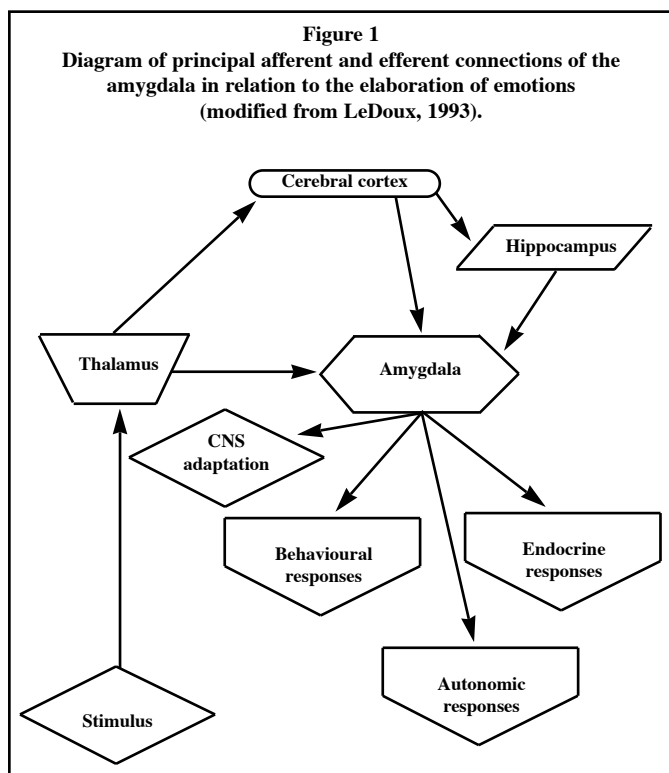 Figure 1
Diagram of principal afferent and efferent connections of the
amygdala in relation to the elaboration of emotions
(modified from LeDoux, 1993).
Cerebral cortex
Hippocampus
Thalamus
Amygdala
CNS
adaptation
Behavioural
responses
Endocrine
responses
Autonomic
responses
Stimulus